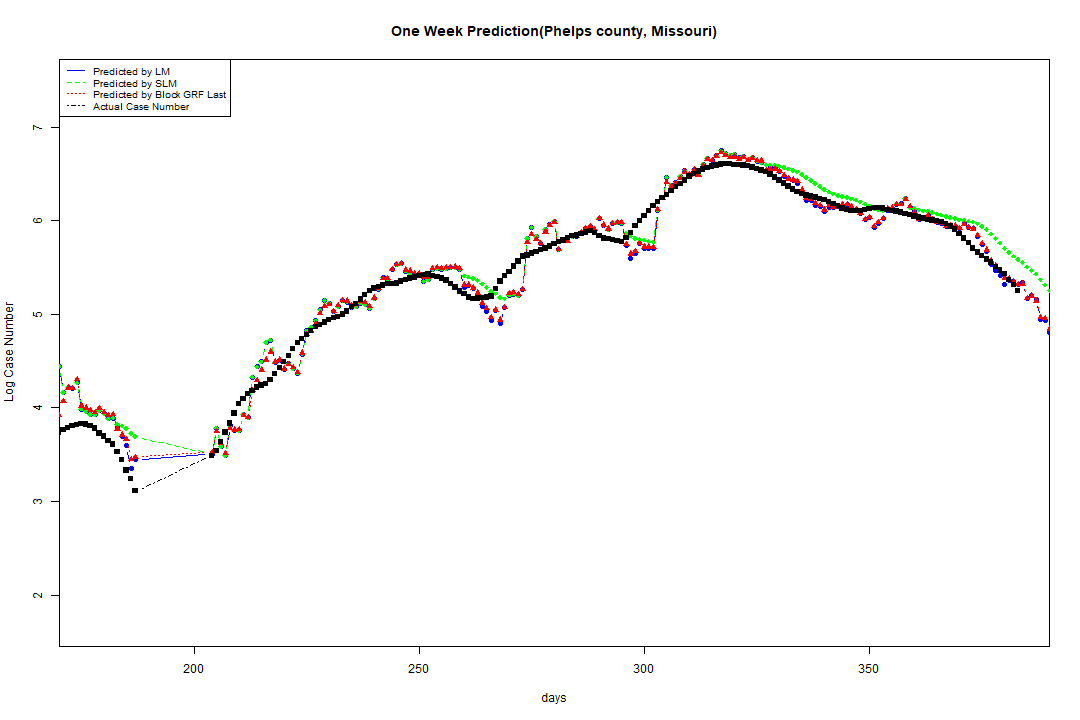 One Week Prediction(Phelps county, Missouri)
Predicted by LM
Predicted by SLM
Predicted by Block GRF Last
Actual Case Number
7
6
5
4
3
2
Log Case Number
200 250 300 350
days